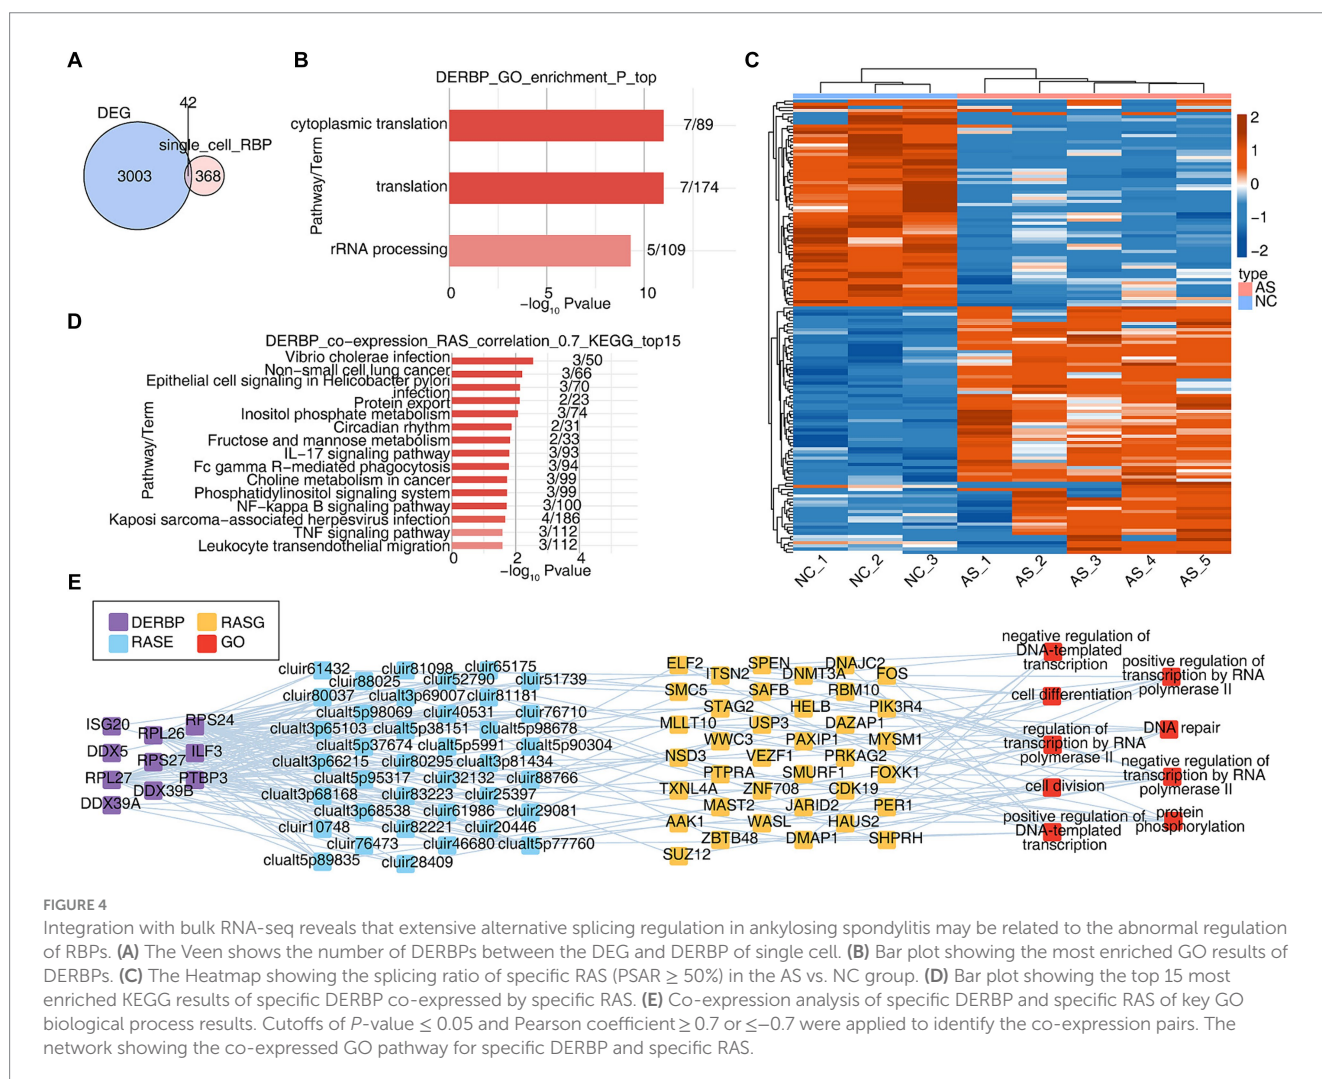 A
42
DEG
single_cell_RBP
3003
368
B
DERBP_GO_enrichment_P_top
Pathway/Term
cytoplasmic translation
7/89
translation
7/174
rRNA processing
5/109
0
5
10
−log10 Pvalue
C
2
1
0
−1
−2
type
AS
NC
NC_1
NC_2
NC_3
AS_1
AS_2
AS_3
AS_4
AS_5
D
DERBP_co−expression_RAS_correlation_0.7_KEGG_top15
Pathway/Term
Vibrio cholerae infection
3/50
Non−small cell lung cancer
3/66
Epithelial cell signaling in Helicobacter pylori
infection
3/70
Protein export
2/23
Inositol phosphate metabolism
3/74
Circadian rhythm
2/31
Fructose and mannose metabolism
2/33
IL−17 signaling pathway
3/93
Fc gamma R−mediated phagocytosis
3/94
Choline metabolism in cancer
3/99
Phosphatidylinositol signaling system
3/99
NF−kappa B signaling pathway
3/100
Kaposi sarcoma−associated herpesvirus infection
4/186
TNF signaling pathway
3/112
Leukocyte transendothelial migration
3/112
0
2
4
−log10 Pvalue
E
DERBP
RASG
RASE
GO
ISG20
RPL26
RPS24
DDX5
RPS27
ILF3
RPL27
DDX39B
PTBP3
DDX39A
cluir61432
cluir81098
cluir65175
cluir88025
cluir52790
cluir51739
cluir80037
clualt3p69007
cluir81181
clualt5p98069
cluir40531
cluir76710
clualt3p65103
clualt5p38151
clualt5p98678
clualt5p37674
clualt5p5991
clualt5p90304
clualt3p66215
cluir80295
clualt3p81434
clualt5p95317
cluir32132
cluir88766
clualt3p68168
cluir83223
cluir25397
clualt3p68538
cluir61986
cluir29081
cluir10748
cluir82221
cluir20446
cluir76473
cluir46680
clualt5p77760
clualt5p89835
cluir28409
ELF2
ITSN2
SPEN
DNMT3A
DNAJC2
FOS
SMC5
STAG2
SAFB
HELB
RBM10
PIK3R4
MLLT10
WWC3
USP3
PAXIP1
DAZAP1
MYSM1
NSD3
PTPRA
VEZF1
SMURF1
PRKAG2
FOXK1
TXNL4A
MAST2
ZNF708
JARID2
CDK19
PER1
AAK1
ZBTB48
WASL
DMAP1
HAUS2
SHPRH
SUZ12
negative regulation of
DNA-templated
transcription
positive regulation of
transcription by RNA
polymerase II
cell differentiation
regulation of
transcription by RNA
polymerase II
DNA repair
negative regulation of
transcription by RNA
polymerase II
cell division
positive regulation of
DNA-templated
transcription
protein
phosphorylation
FIGURE 4
Integration with bulk RNA-seq reveals that extensive alternative splicing regulation in ankylosing spondylitis may be related to the abnormal regulation
of RBPs. (A) The Veen shows the number of DERBPs between the DEG and DERBP of single cell. (B) Bar plot showing the most enriched GO results of
DERBPs. (C) The Heatmap showing the splicing ratio of specific RAS (PSAR ≥ 50%) in the AS vs. NC group. (D) Bar plot showing the top 15 most
enriched KEGG results of specific DERBP co-expressed by specific RAS. (E) Co-expression analysis of specific DERBP and specific RAS of key GO
biological process results. Cutoffs of P-value ≤ 0.05 and Pearson coefficient ≥ 0.7 or ≤−0.7 were applied to identify the co-expression pairs. The
network showing the co-expressed GO pathway for specific DERBP and specific RAS.